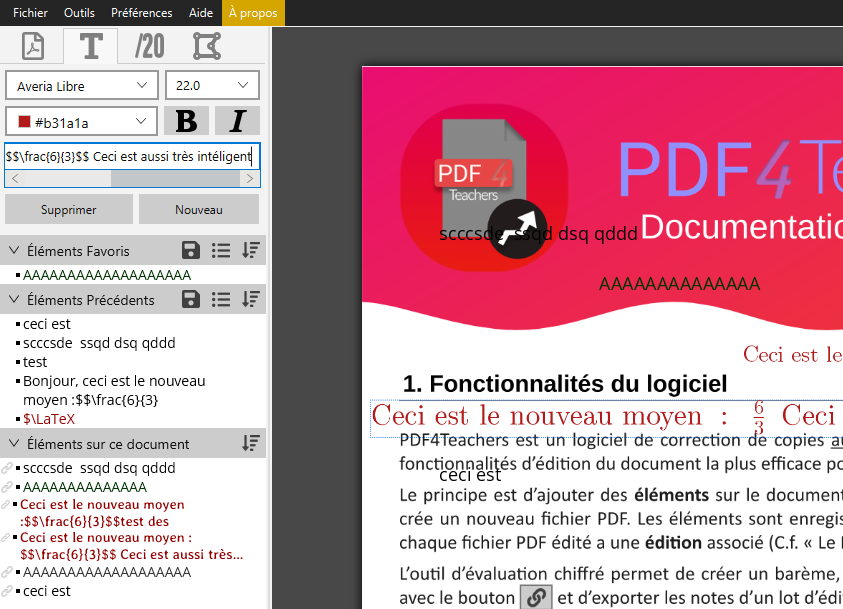 Fichier Outils Préférences Aide À propos
T /20
Averia Libre 22.0
#b31a1a B I
$$\frac{6}{3}$$ Ceci est aussi très intéligent
Supprimer Nouveau
Éléments Favoris
AAAAAAAAAAAAAAAAAAA
Éléments Précédents
ceci est
scccsde ssqd dsq qddd
test
Bonjour, ceci est le nouveau
moyen :$$\frac{6}{3}
$\LaTeX
Éléments sur ce document
scccsde ssqd dsq qddd
AAAAAAAAAAAAAA
Ceci est le nouveau moyen
:$$\frac{6}{3}$$test des
Ceci est le nouveau moyen :
$$\frac{6}{3}$$ Ceci est aussi très...
AAAAAAAAAAAAAAAAAAA
ceci est
PDF 4
Teachers
PDF4Te
Documentatio
scccsde ssqd dsq qddd
AAAAAAAAAAAAAA
Ceci est le
1. Fonctionnalités du logiciel
Ceci est le nouveau moyen : 6/3 Ceci
PDF4Teachers est un logiciel de correction de copies au
fonctionnalités d'édition du document la plus efficace po
ceci est
Le principe est d'ajouter des éléments sur le document
crée un nouveau fichier PDF. Les éléments sont enregis
chaque fichier PDF édité a une édition associé (C.f. « Le
L'outil d'évaluation chiffré permet de créer un barème,
avec le bouton et d'exporter les notes d'un lot d'édi